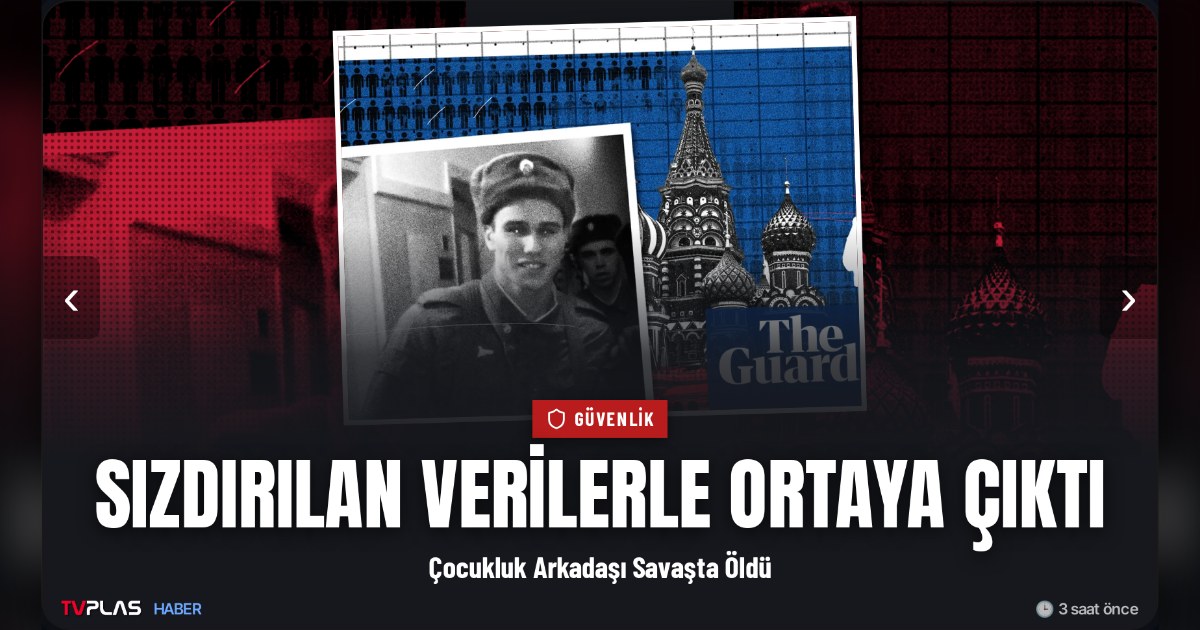 The
Guard
GÜVENLİK
SIZDIRILAN VERİLERLE ORTAYA ÇIKTI
Çocukluk Arkadaşı Savaşta Öldü
TVPLAS HABER
3 saat önce